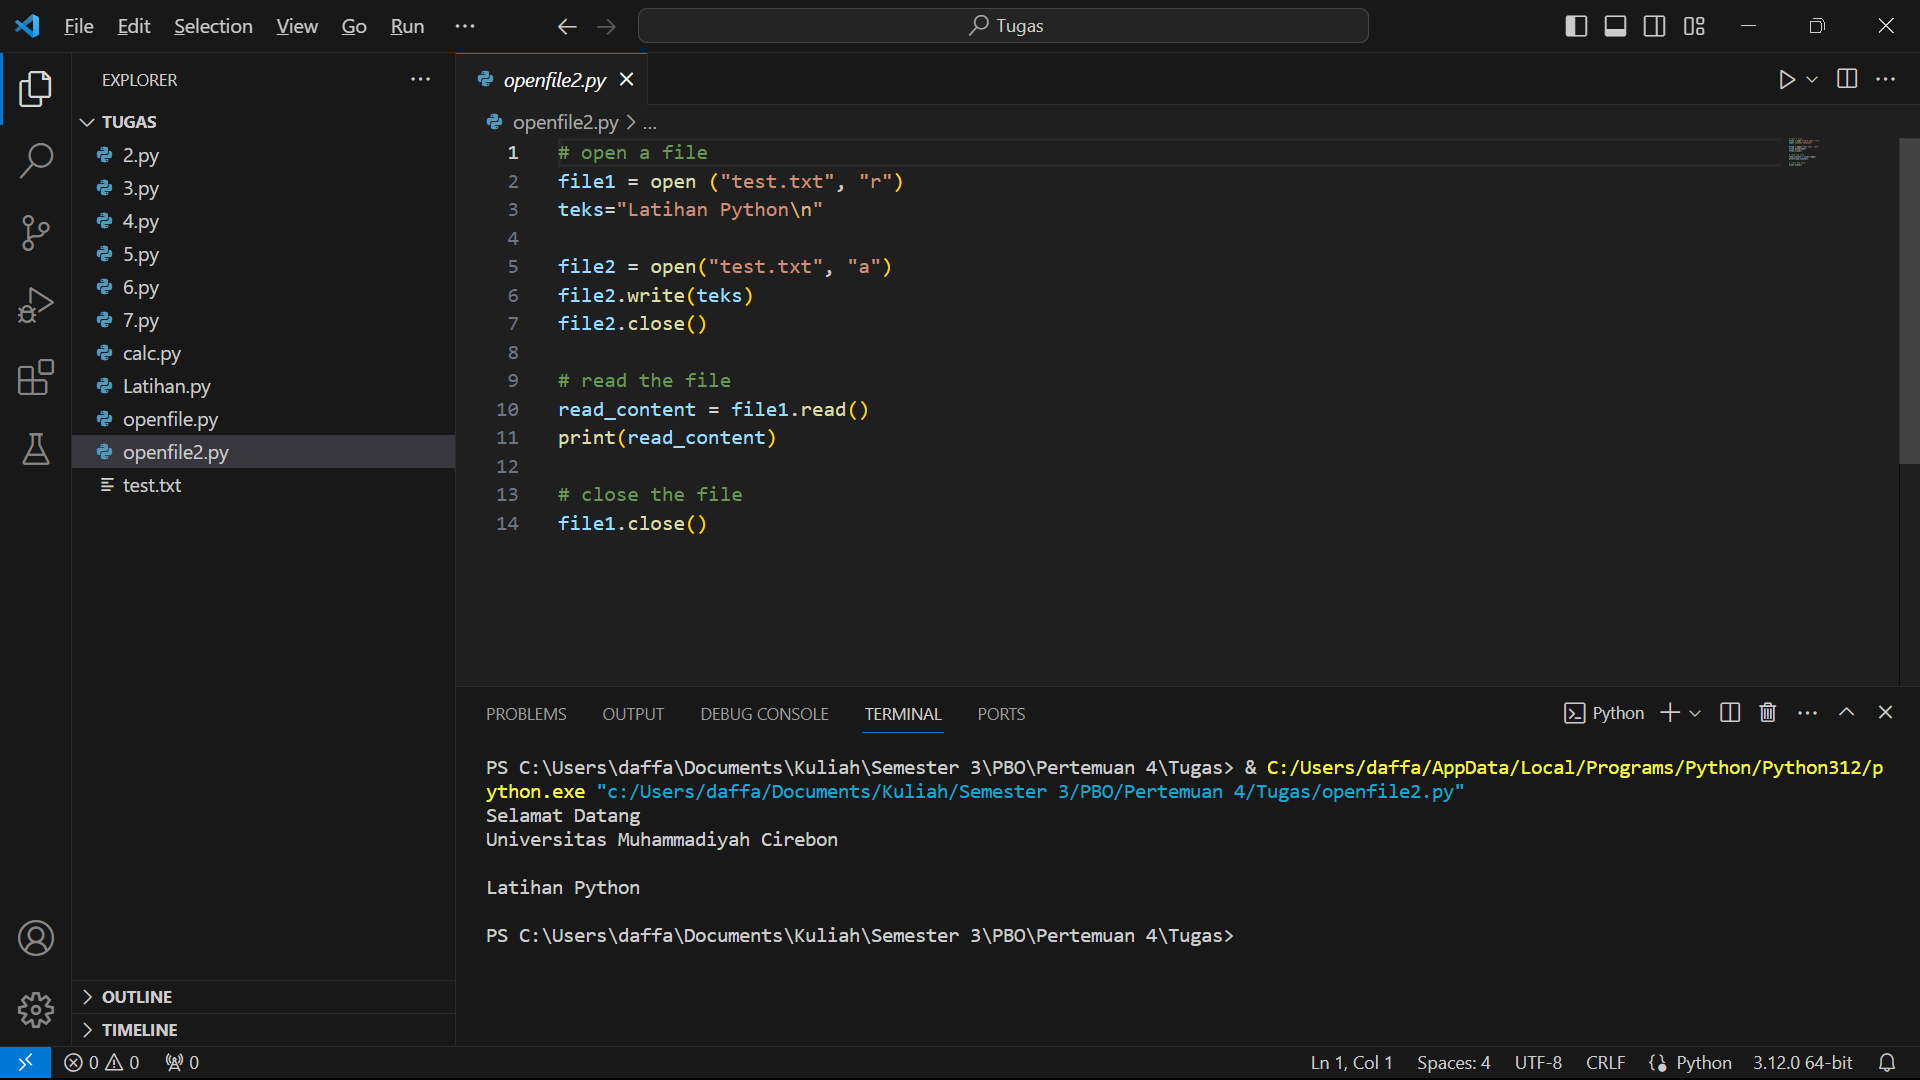 File Edit Selection View Go Run
Tugas
EXPLORER
TUGAS
2.py
3.py
4.py
5.py
6.py
7.py
calc.py
Latihan.py
openfile.py
openfile2.py
test.txt
OUTLINE
TIMELINE
openfile2.py
openfile2.py > ...
1 # open a file
2 file1 = open ("test.txt", "r")
3 teks="Latihan Python\n"
4
5 file2 = open("test.txt", "a")
6 file2.write(teks)
7 file2.close()
8
9 # read the file
10 read_content = file1.read()
11 print(read_content)
12
13 # close the file
14 file1.close()
PROBLEMS OUTPUT DEBUG CONSOLE TERMINAL PORTS
Python
PS C:\Users\daffa\Documents\Kuliah\Semester 3\PBO\Pertemuan 4\Tugas> & C:/Users/daffa/AppData/Local/Programs/Python/Python312/p
ython.exe "c:/Users/daffa/Documents/Kuliah/Semester 3/PBO/Pertemuan 4/Tugas/openfile2.py"
Selamat Datang
Universitas Muhammadiyah Cirebon
Latihan Python
PS C:\Users\daffa\Documents\Kuliah\Semester 3\PBO\Pertemuan 4\Tugas>
0 0 0
Ln 1, Col 1 Spaces: 4 UTF-8 CRLF Python 3.12.0 64-bit